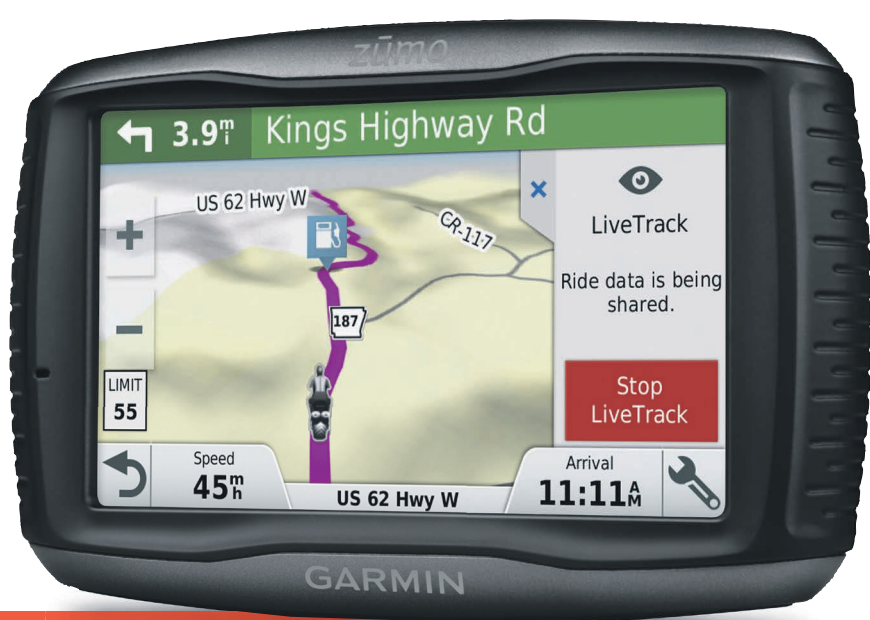 zūmo
3.9mi
Kings Highway Rd
US 62 Hwy W
CR-117
187
LIMIT
55
LiveTrack
Ride data is being
shared.
Stop
LiveTrack
Speed
45mh
US 62 Hwy W
Arrival
11:11AM
GARMIN